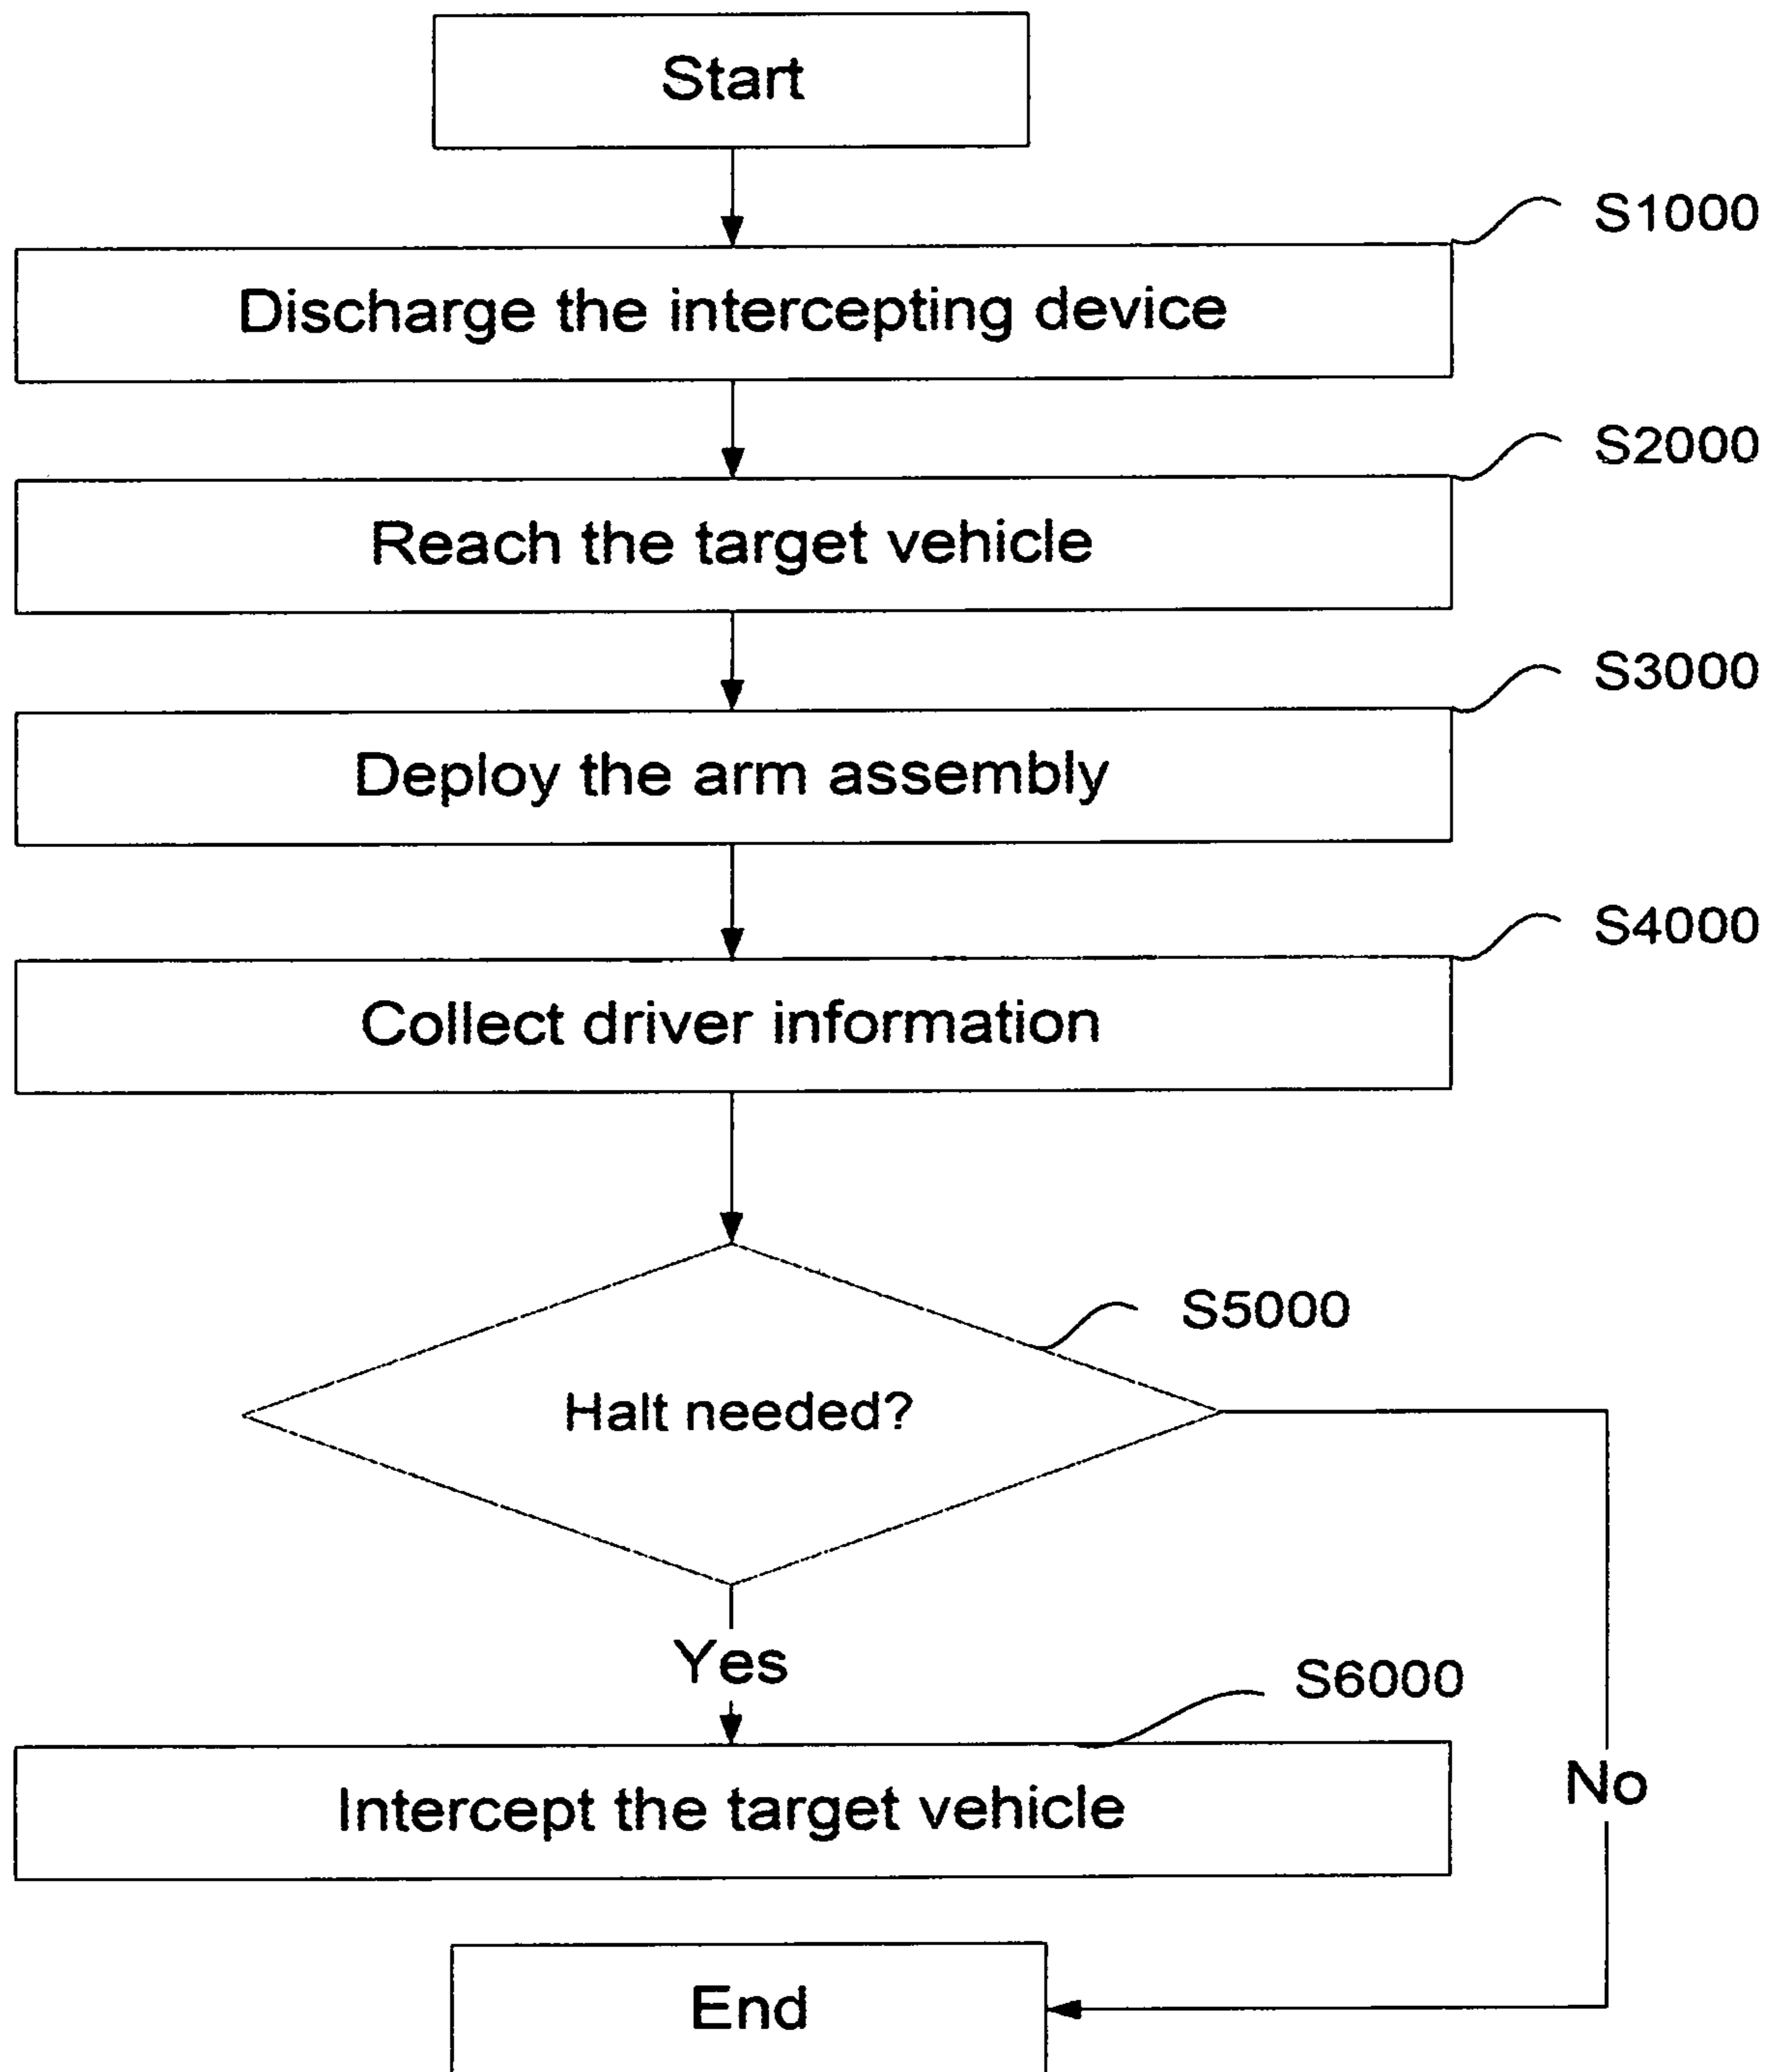 Start
S1000
Discharge the intercepting device
S2000
Reach the target vehicle
S3000
Deploy the arm assembly
S4000
Collect driver information
S5000
Halt needed?
Yes
S6000
Intercept the target vehicle
No
End